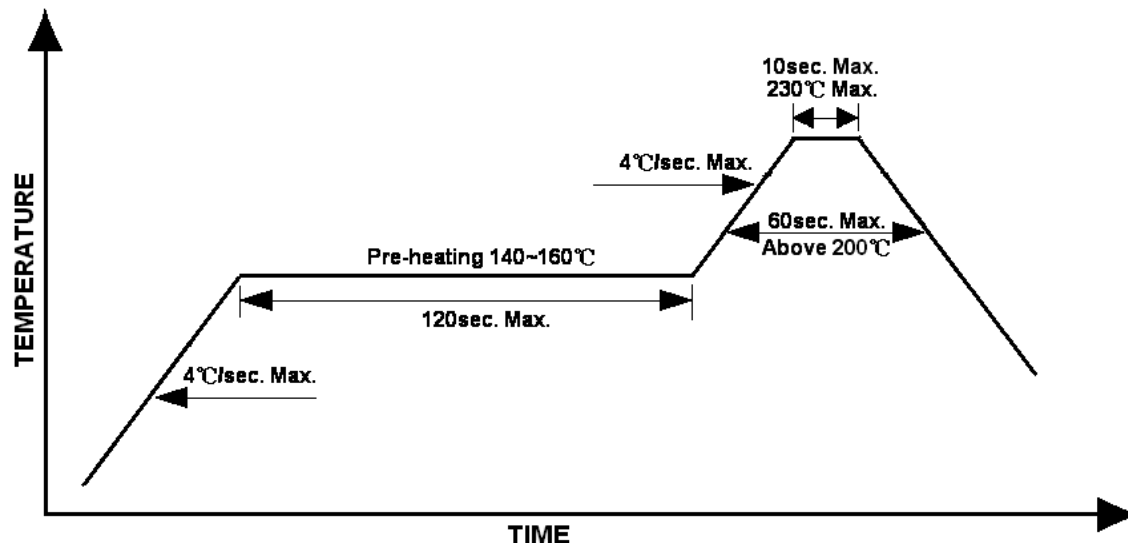 10sec. Max.
230℃ Max.
4℃/sec. Max.
60sec. Max.
Above 200℃
Pre-heating 140~160℃
120sec. Max.
4℃/sec. Max.
TEMPERATURE
TIME